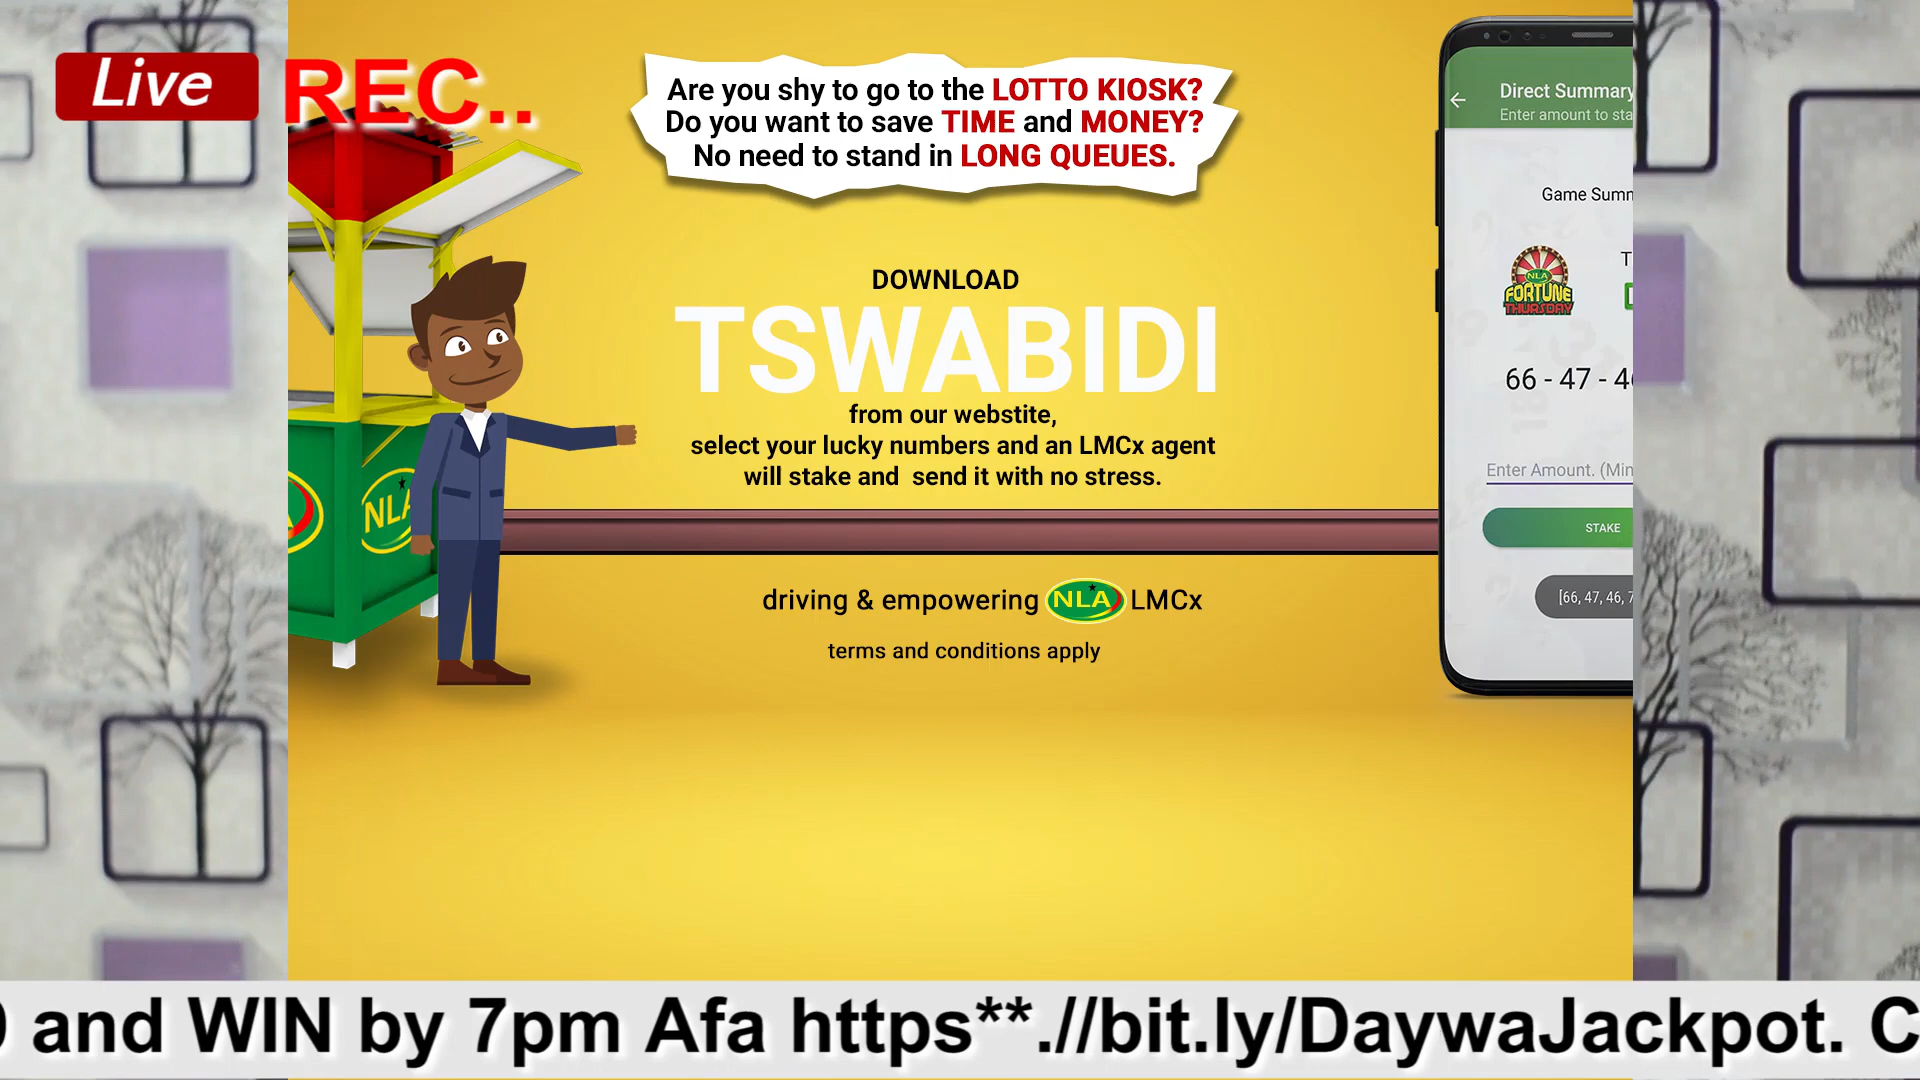 Live REC..
Are you shy to go to the LOTTO KIOSK?
Do you want to save TIME and MONEY?
No need to stand in LONG QUEUES.
DOWNLOAD
TSWABIDI
from our webstite,
select your lucky numbers and an LMCx agent
will stake and send it with no stress.
driving & empowering NLA LMCx
terms and conditions apply
NLA
Direct Summary
Enter amount to sta
Game Summ
NLA
FORTUNE
THURSDAY
66 - 47 - 46
Enter Amount. (Min
STAKE
[66, 47, 46, 7
and WIN by 7pm Afa https**.//bit.ly/DaywaJackpot. C